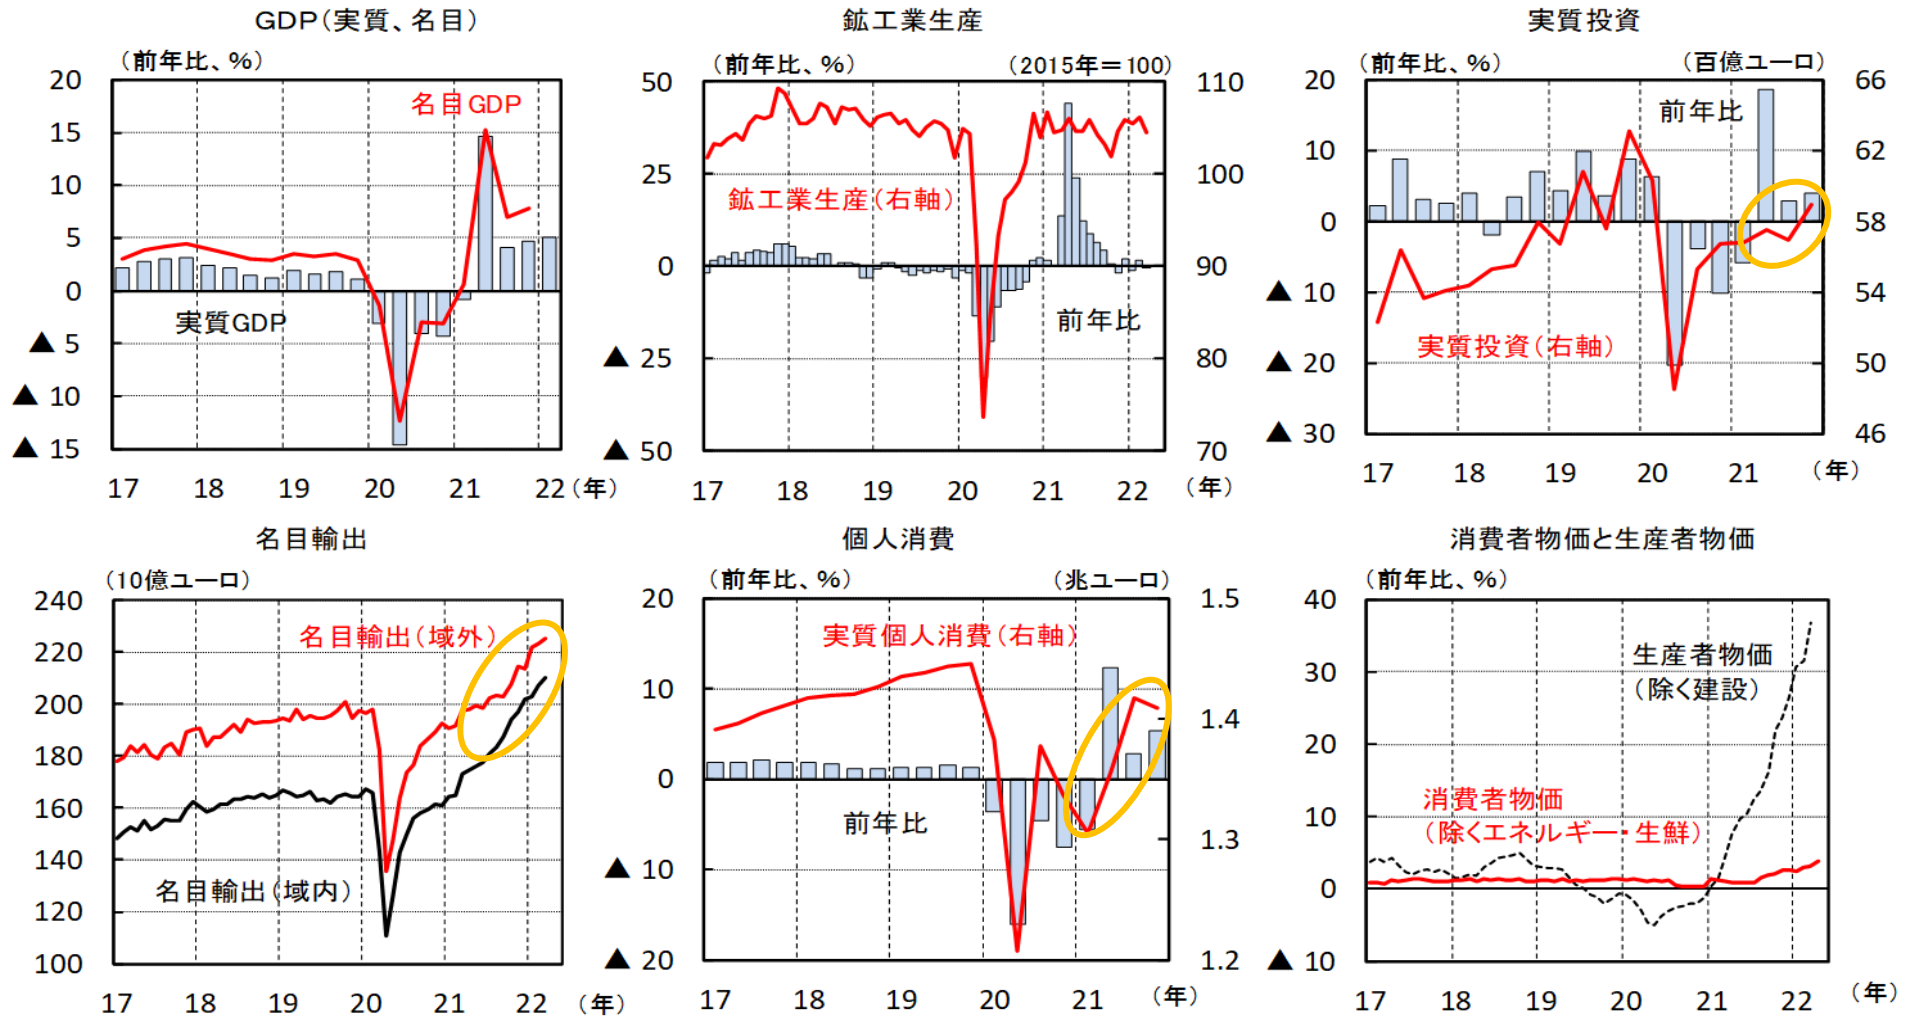 GDP(実質、名目)
(前年比、%)
20
15
10
5
0
▲ 5
▲ 10
▲ 15
名目GDP
実質GDP
17 18 19 20 21 22 (年)
鉱工業生産
(前年比、%) (2015年=100)
50
25
0
▲ 25
▲ 50
110
100
90
80
70
鉱工業生産(右軸)
前年比
17 18 19 20 21 22 (年)
実質投資
(前年比、%) (百億ユーロ)
20
10
0
▲ 10
▲ 20
▲ 30
66
62
58
54
50
46
前年比
実質投資(右軸)
17 18 19 20 21 (年)
名目輸出
(10億ユーロ)
240
220
200
180
160
140
120
100
名目輸出(域外)
名目輸出(域内)
17 18 19 20 21 22 (年)
個人消費
(前年比、%) (兆ユーロ)
20
10
0
▲ 10
▲ 20
1.5
1.4
1.3
1.2
実質個人消費(右軸)
前年比
17 18 19 20 21 (年)
消費者物価と生産者物価
(前年比、%)
40
30
20
10
0
▲ 10
生産者物価
(除く建設)
消費者物価
(除くエネルギー・生鮮)
17 18 19 20 21 22 (年)